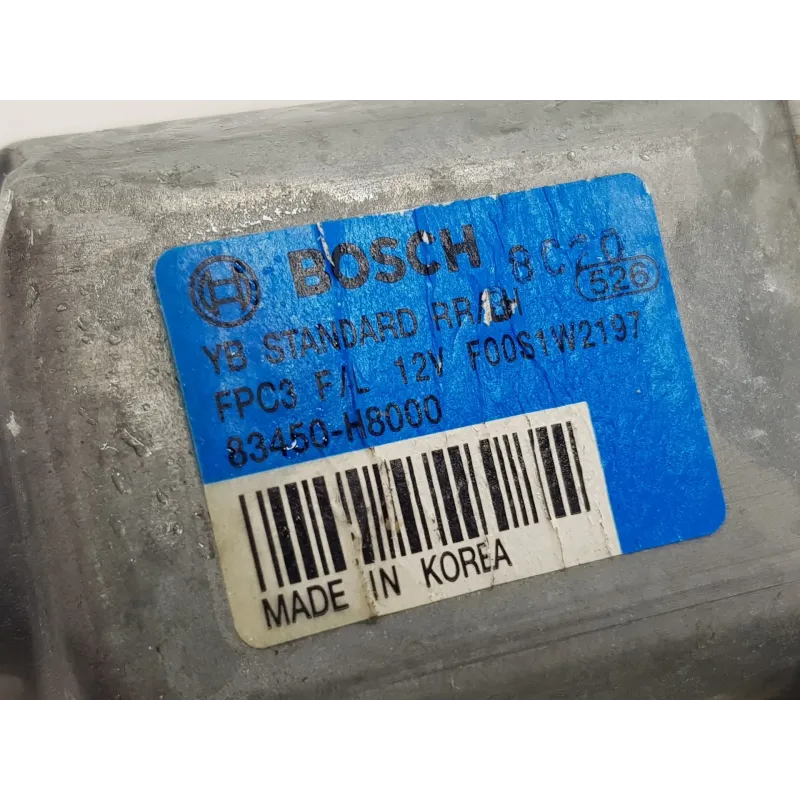 BOSCH 8C20
526
YB STANDARD RR/LH
FPC3 F/L 12V F00S1W2197
83450-H8000
MADE IN KOREA